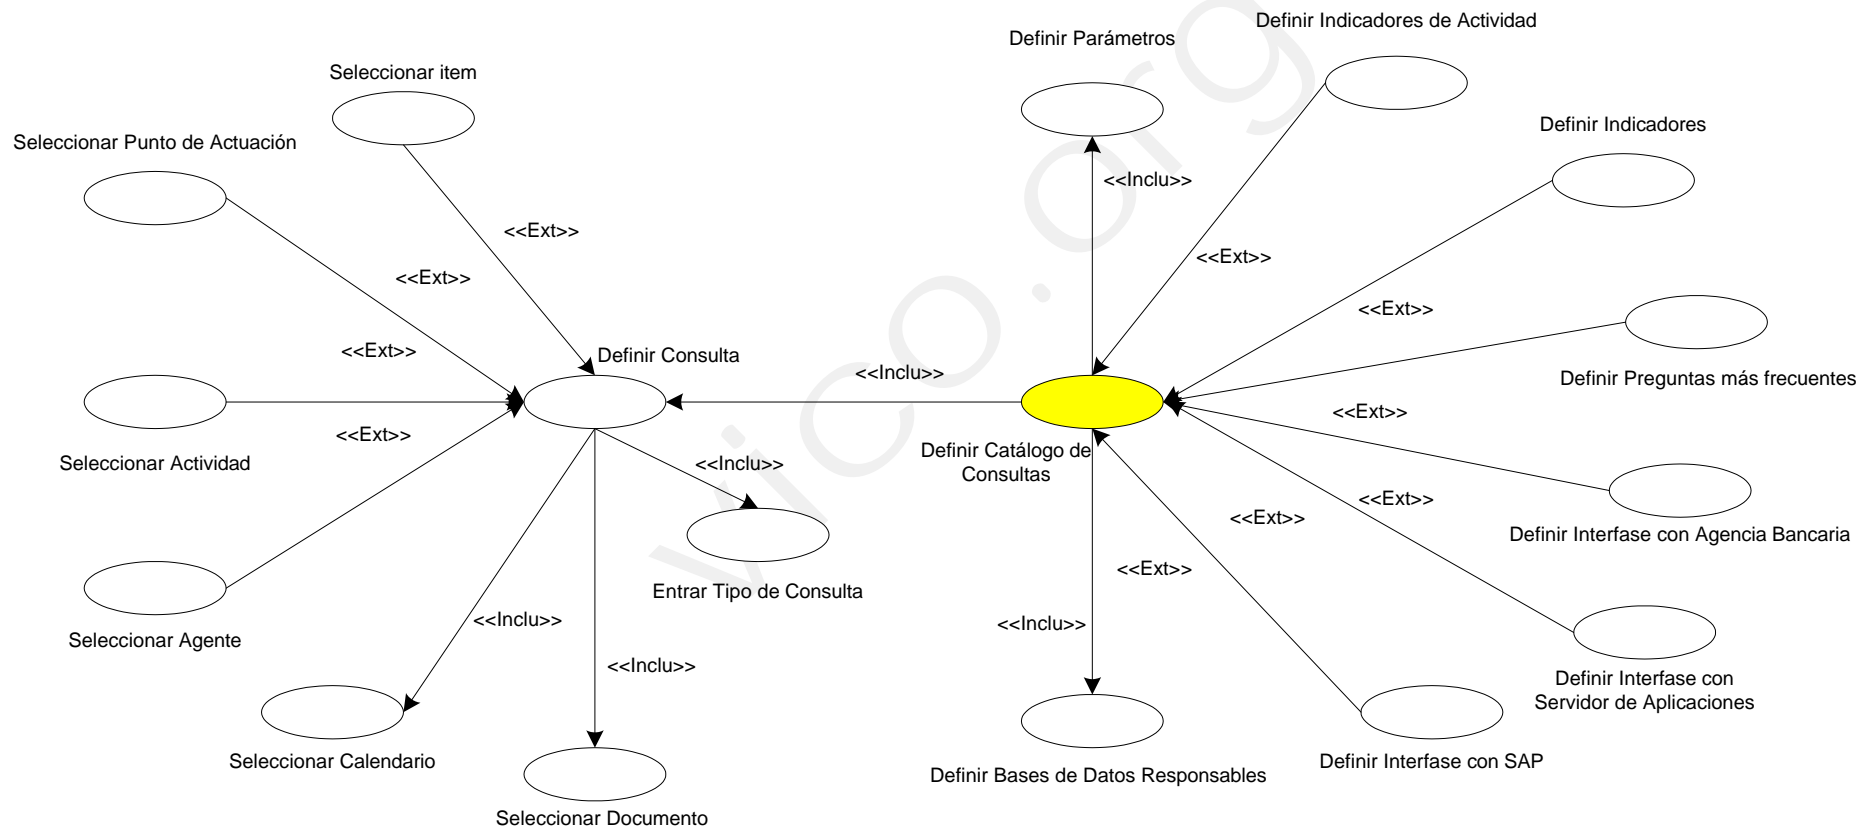 Definir Indicadores de Actividad
Definir Parámetros
Seleccionar item
Definir Indicadores
Seleccionar Punto de Actuación
<<Inclu>>
<<Ext>>
<<Ext>>
<<Ext>>
<<Ext>>
<<Ext>>
Definir Consulta
<<Inclu>>
Definir Preguntas más frecuentes
<<Ext>>
<<Ext>>
Definir Catálogo de
Consultas
Seleccionar Actividad
<<Inclu>>
<<Ext>>
<<Ext>>
Definir Interfase con Agencia Bancaria
<<Ext>>
Entrar Tipo de Consulta
<<Inclu>>
<<Inclu>>
Seleccionar Agente
<<Inclu>>
Definir Interfase con
Servidor de Aplicaciones
Seleccionar Calendario
Definir Interfase con SAP
Definir Bases de Datos Responsables
Seleccionar Documento
vico.org